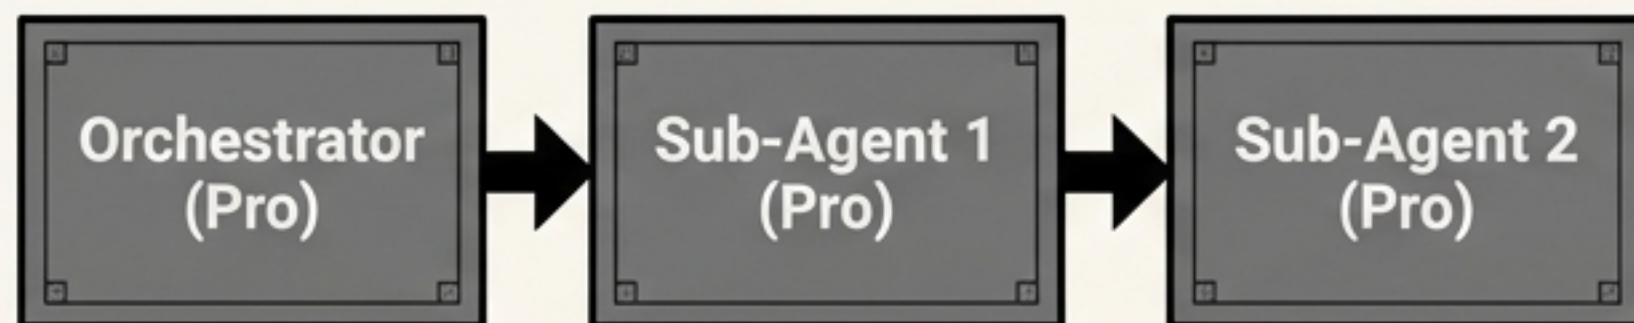 Orchestrator
(Pro)
Sub-Agent 1
(Pro)
Sub-Agent 2
(Pro)